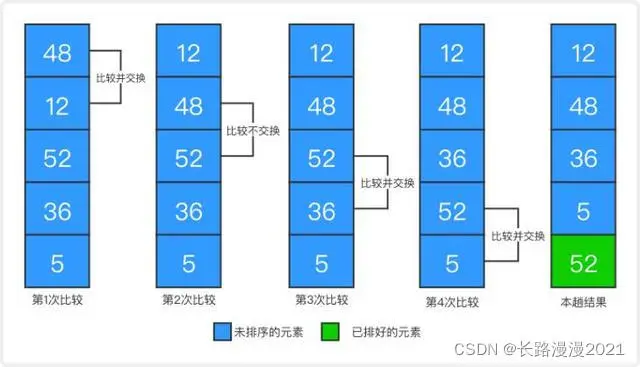 48 12 12 12 12
比较并交换
12 48 48 48 48
比较不交换
52 52 52 36 36
比较并交换
36 36 36 52 5
比较并交换
5 5 5 5 52
第1次比较 第2次比较 第3次比较 第4次比较 本趟结果
未排序的元素 已排好的元素
CSDN @长路漫漫2021